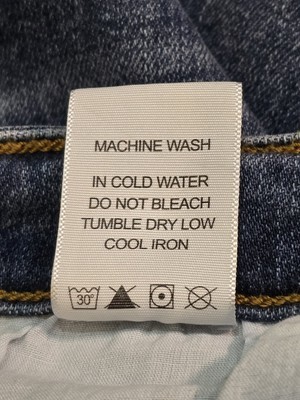 MACHINE WASH
IN COLD WATER
DO NOT BLEACH
TUMBLE DRY LOW
COOL IRON
30°